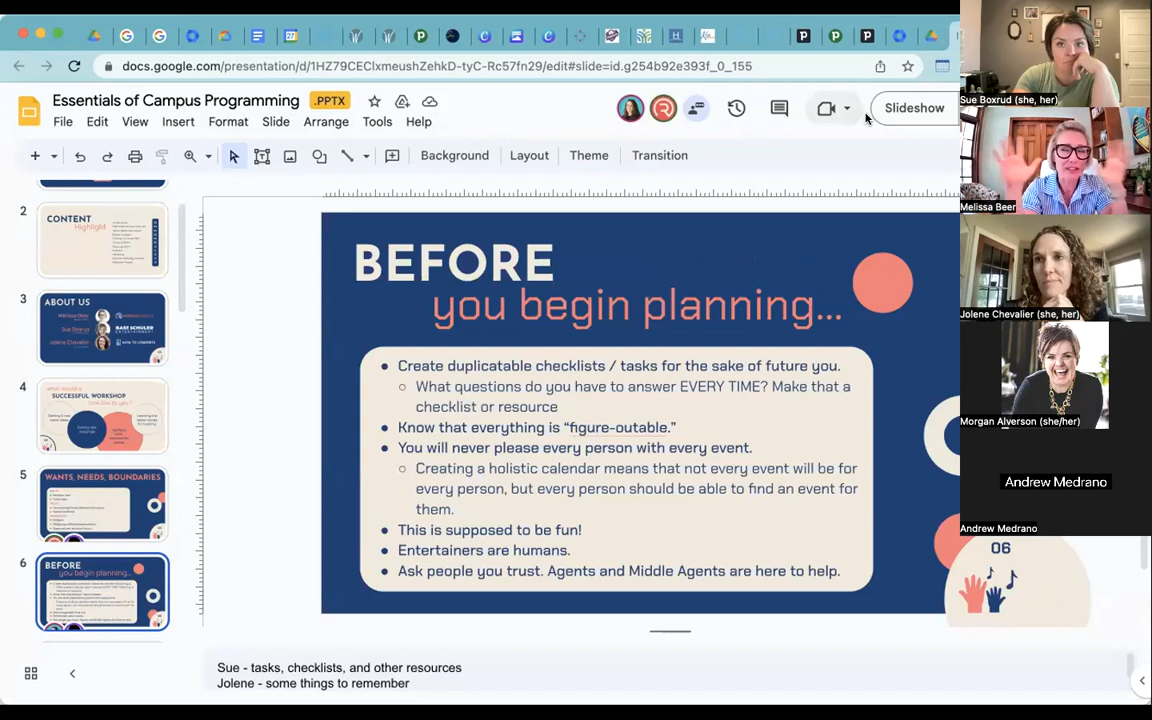 docs.google.com/presentation/d/1HZ79CEClxmeushZehkD-tyC-Rc57fn29/edit#slide=id.g254b92e393f_0_155
Essentials of Campus Programming
.PPTX
File Edit View Insert Format Slide Arrange Tools Help
Slideshow
Background Layout Theme Transition
2
CONTENT
Highlight
3
ABOUT US
4
SUCCESSFUL WORKSHOP
5
WANTS, NEEDS, BOUNDARIES
6
BEFORE
you begin planning...
BEFORE
you begin planning...
● Create duplicatable checklists / tasks for the sake of future you.
○ What questions do you have to answer EVERY TIME? Make that a
checklist or resource
● Know that everything is “figure-outable.”
● You will never please every person with every event.
○ Creating a holistic calendar means that not every event will be for
every person, but every person should be able to find an event for
them.
● This is supposed to be fun!
● Entertainers are humans.
● Ask people you trust. Agents and Middle Agents are here to help.
06
Sue - tasks, checklists, and other resources
Jolene - some things to remember
Sue Boxrud (she, her)
Melissa Beer
Jolene Chevalier (she, her)
Morgan Alverson (she/her)
Andrew Medrano
Andrew Medrano